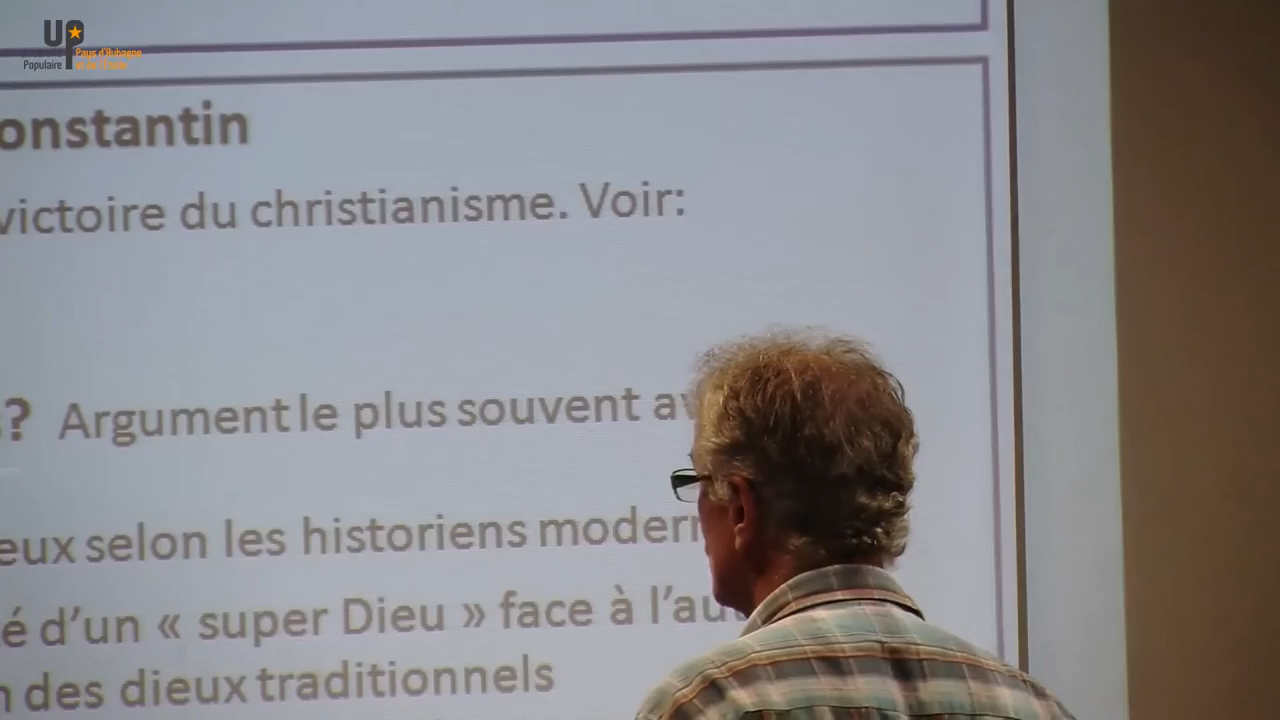 UP
Populaire
Pays d'Aubagne
et de l'Étoile
onstantin
victoire du christianisme. Voir:
? Argument le plus souvent av
eux selon les historiens modern
é d'un « super Dieu » face à l'au
n des dieux traditionnels